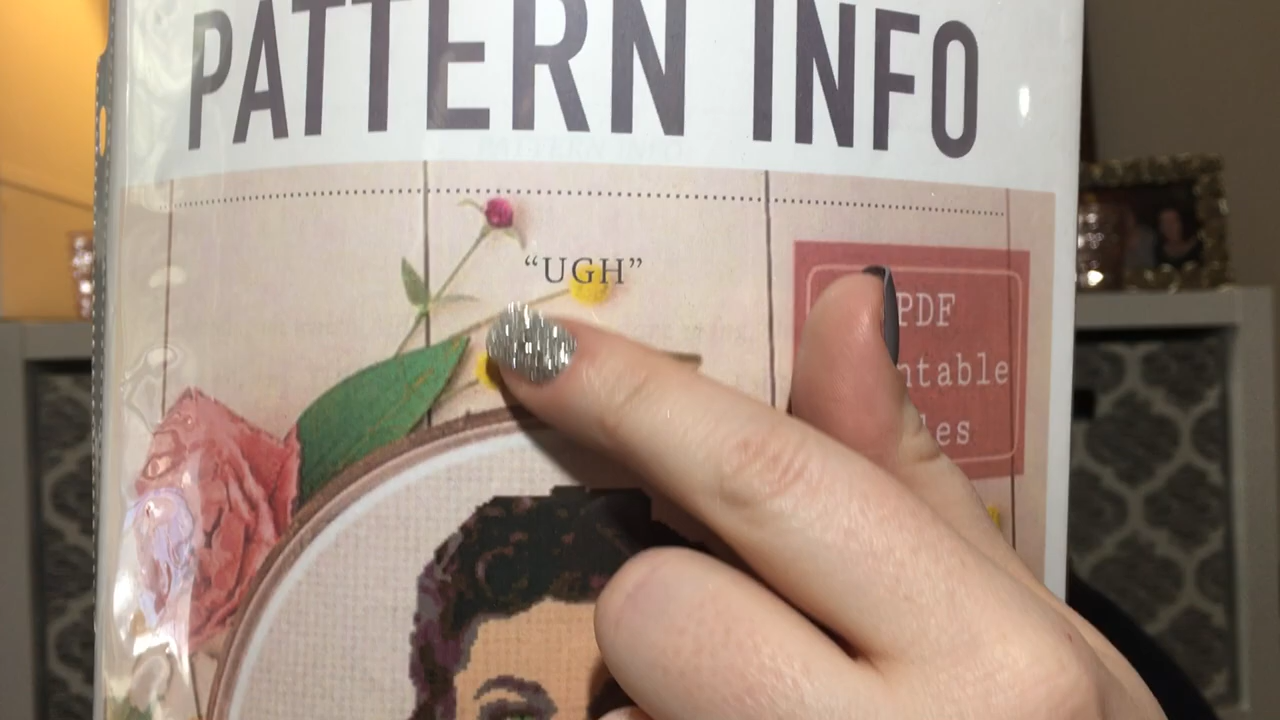 PATTERN INFO
“UGH”
PDF
ntable
les